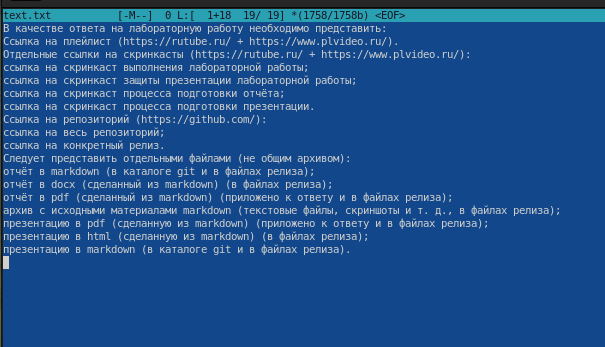 text.txt [-M--] 0 L:[ 1+18 19/ 19] *(1758/1758b) <EOF>
В качестве ответа на лабораторную работу необходимо представить:
Ссылка на плейлист (https://rutube.ru/ + https://www.plvideo.ru/).
Отдельные ссылки на скринкасты (https://rutube.ru/ + https://www.plvideo.ru/):
ссылка на скринкаст выполнения лабораторной работы;
ссылка на скринкаст защиты презентации лабораторной работы;
ссылка на скринкаст процесса подготовки отчёта;
ссылка на скринкаст процесса подготовки презентации.
Ссылка на репозиторий (https://github.com/):
ссылка на весь репозиторий;
ссылка на конкретный релиз.
Следует представить отдельными файлами (не общим архивом):
отчёт в markdown (в каталоге git и в файлах релиза);
отчёт в docx (сделанный из markdown) (в файлах релиза);
отчёт в pdf (сделанный из markdown) (приложено к ответу и в файлах релиза);
архив с исходными материалами markdown (текстовые файлы, скриншоты и т. д., в файлах релиза);
презентацию в pdf (сделанную из markdown) (приложено к ответу и в файлах релиза);
презентацию в html (сделанную из markdown) (в файлах релиза);
презентацию в markdown (в каталоге git и в файлах релиза).